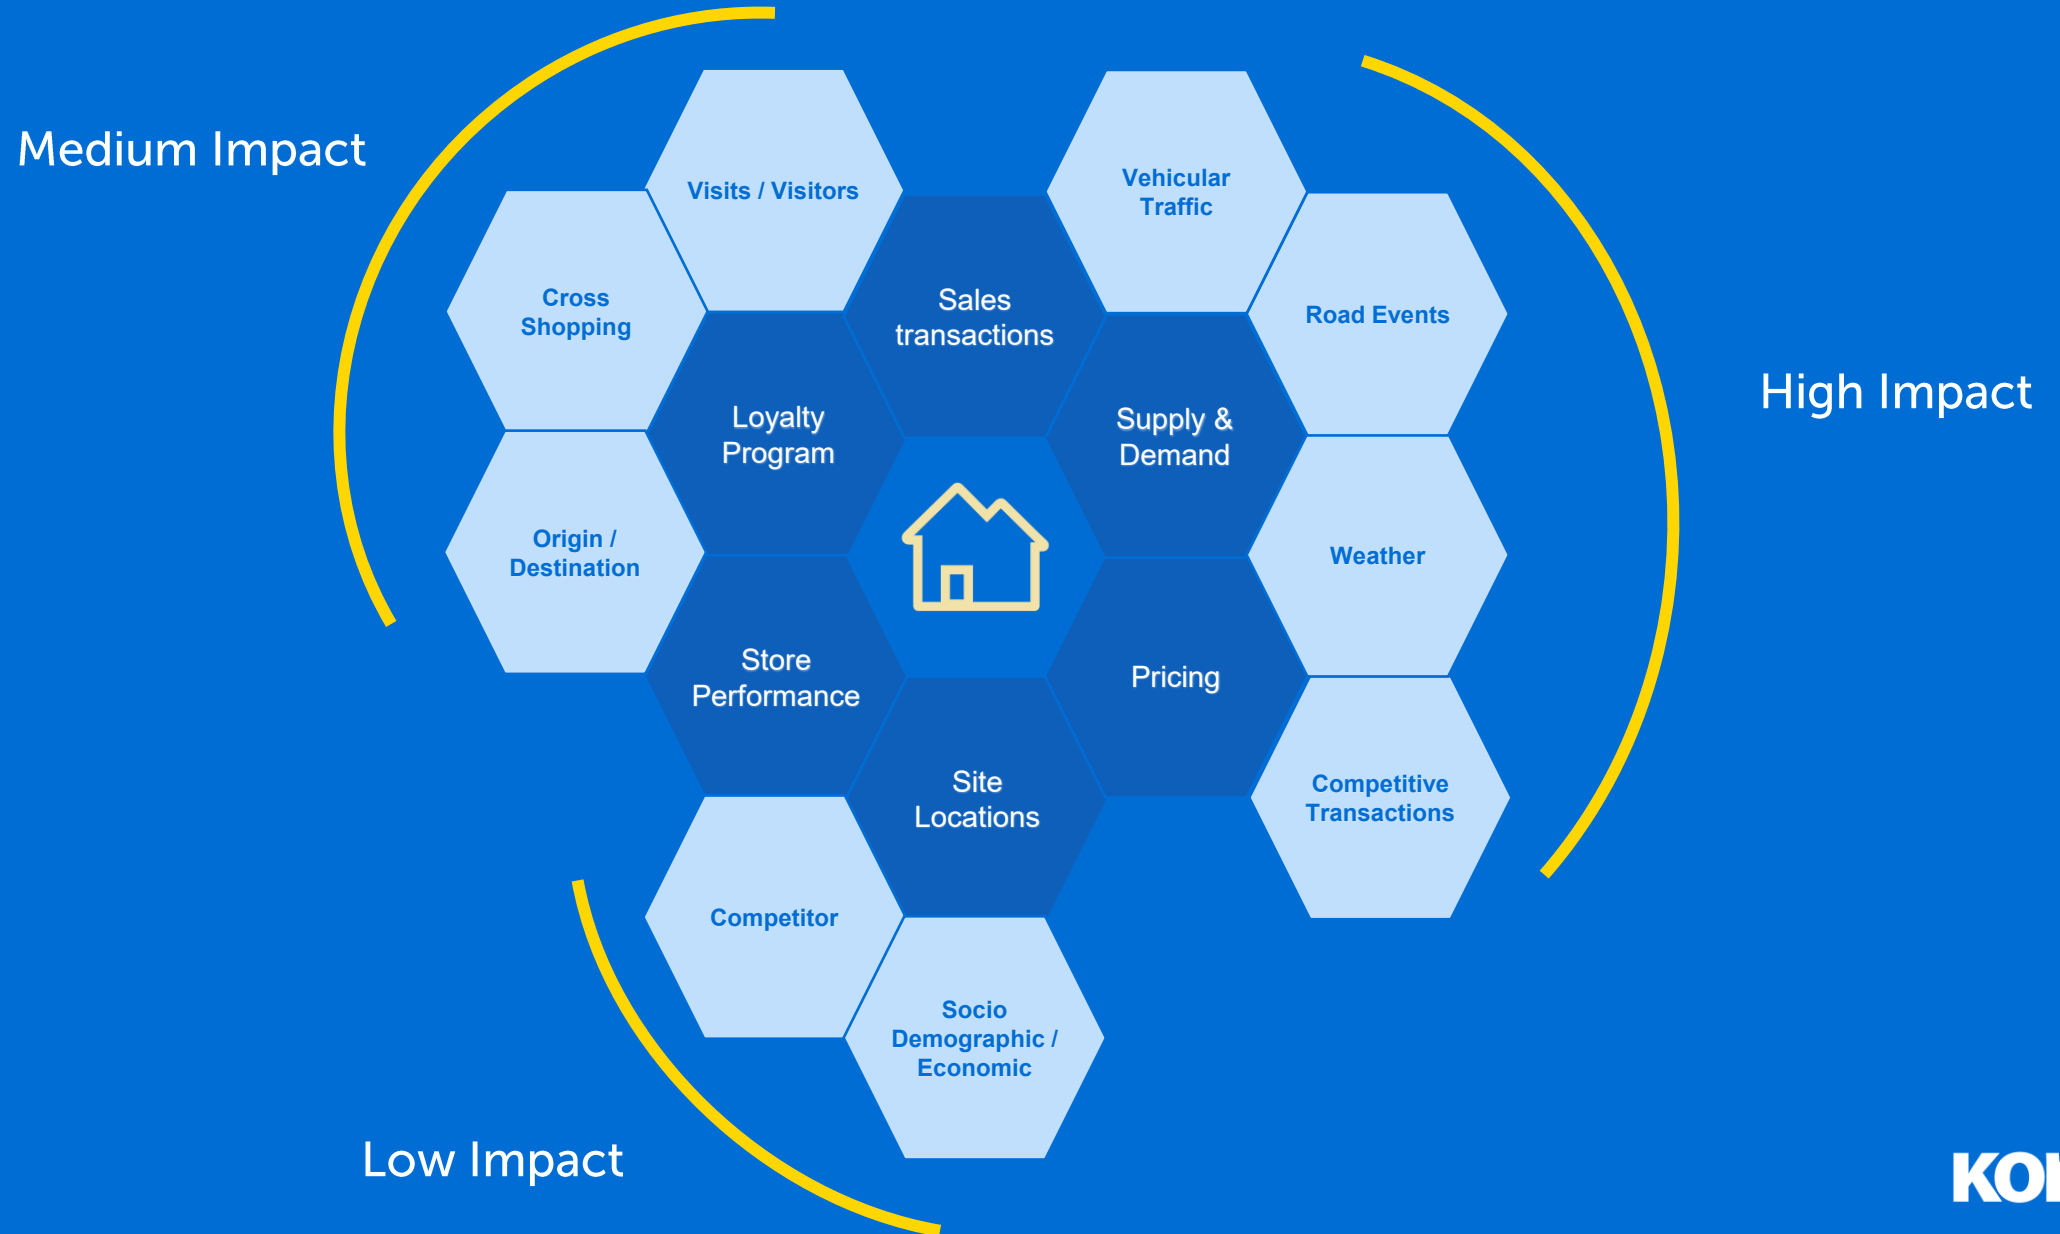 Medium Impact
Visits / Visitors
Vehicular
Traffic
Cross
Shopping
Sales
transactions
Road Events
High Impact
Loyalty
Program
Supply &
Demand
Origin /
Destination
Weather
Store
Performance
Pricing
Site
Locations
Competitive
Transactions
Competitor
Socio
Demographic /
Economic
Low Impact